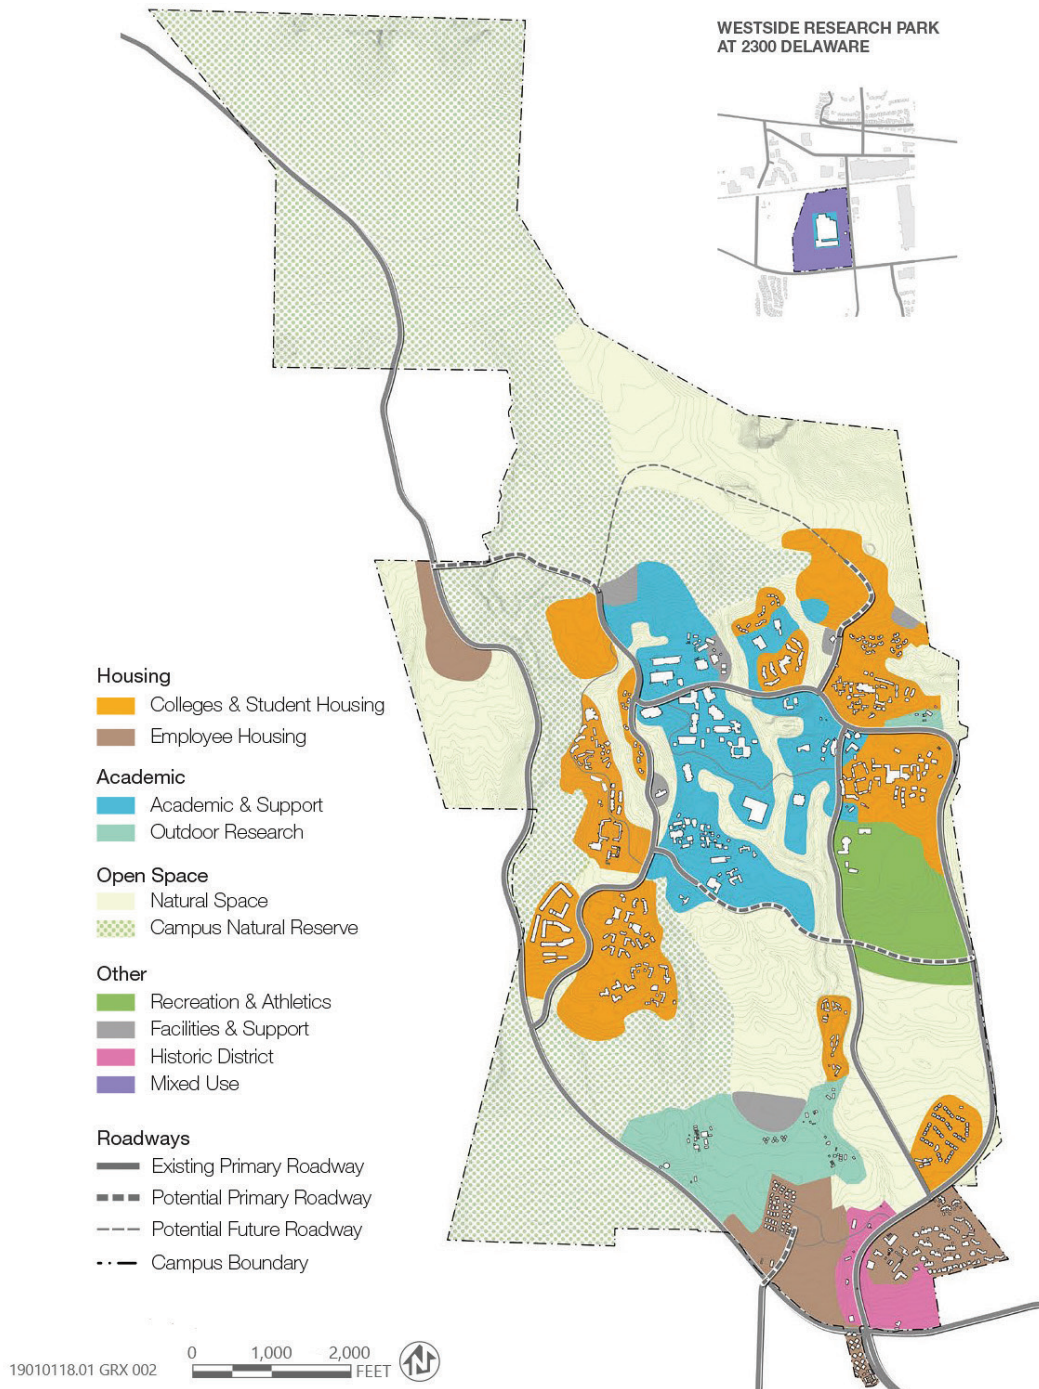 WESTSIDE RESEARCH PARK
AT 2300 DELAWARE
Housing
Colleges & Student Housing
Employee Housing
Academic
Academic & Support
Outdoor Research
Open Space
Natural Space
Campus Natural Reserve
Other
Recreation & Athletics
Facilities & Support
Historic District
Mixed Use
Roadways
Existing Primary Roadway
Potential Primary Roadway
Potential Future Roadway
Campus Boundary
0 1,000 2,000
FEET
N
19010118.01 GRX 002